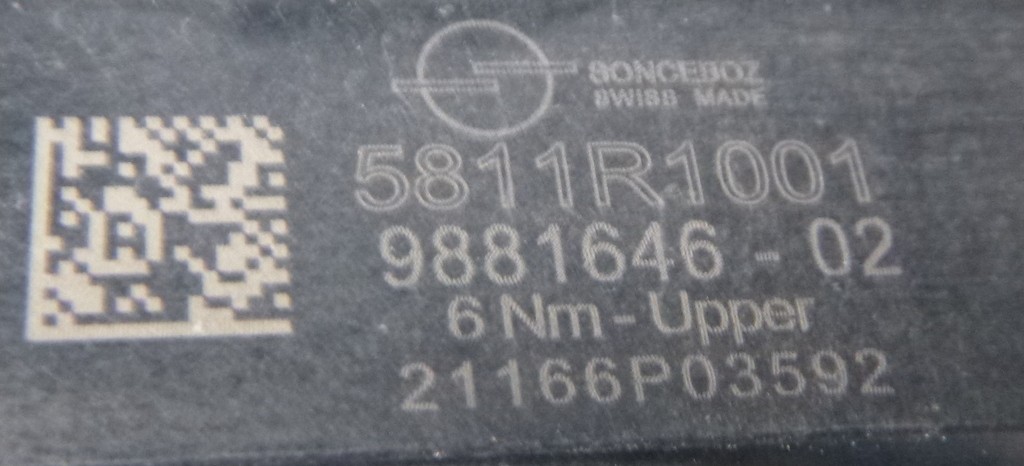 SONCEBOZ
SWISS MADE
5811R1001
9881646 - 02
6 Nm - Upper
21166P03592